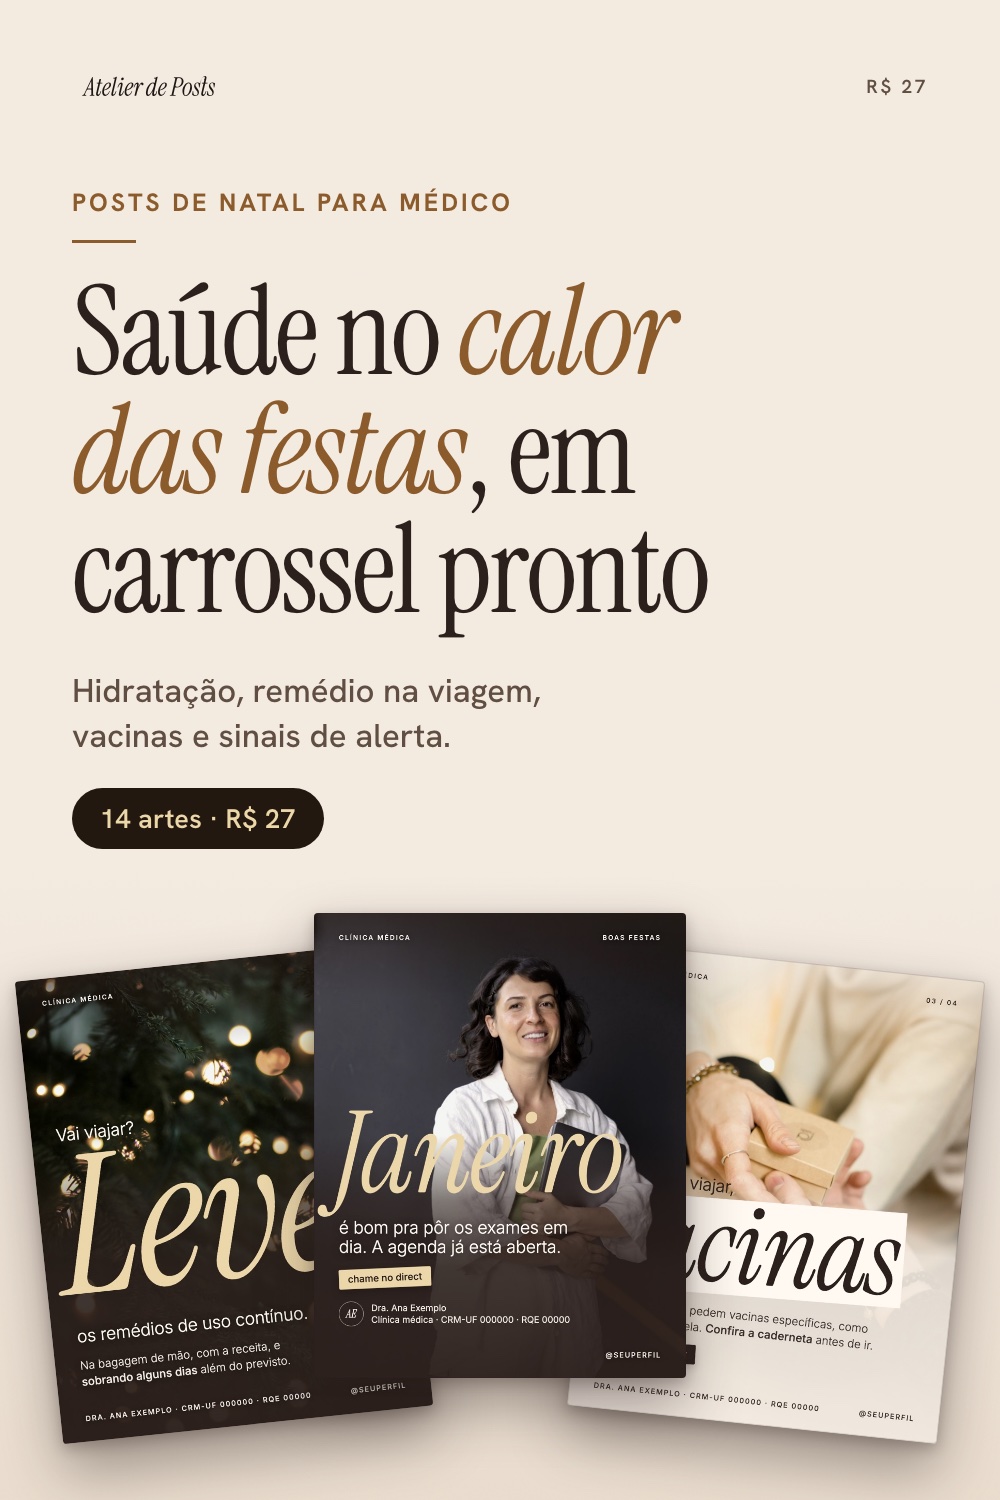 Atelier de Posts
R$ 27
POSTS DE NATAL PARA MÉDICO
Saúde no calor
das festas, em
carrossel pronto
Hidratação, remédio na viagem,
vacinas e sinais de alerta.
14 artes · R$ 27
CLÍNICA MÉDICA
Vai viajar?
Leve
os remédios de uso contínuo.
Na bagagem de mão, com a receita, e
sobrando alguns dias além do previsto.
DRA. ANA EXEMPLO · CRM-UF 000000 · RQE 00000
@SEUPERFIL
CLÍNICA MÉDICA
BOAS FESTAS
Janeiro
é bom pra pôr os exames em
dia. A agenda já está aberta.
chame no direct
AE
Dra. Ana Exemplo
Clínica médica · CRM-UF 000000 · RQE 00000
@SEUPERFIL
03 / 04
viajar,
pedem vacinas específicas, como
Confira a caderneta antes de ir.
DRA. ANA EXEMPLO · CRM-UF 000000 · RQE 00000
@SEUPERFIL